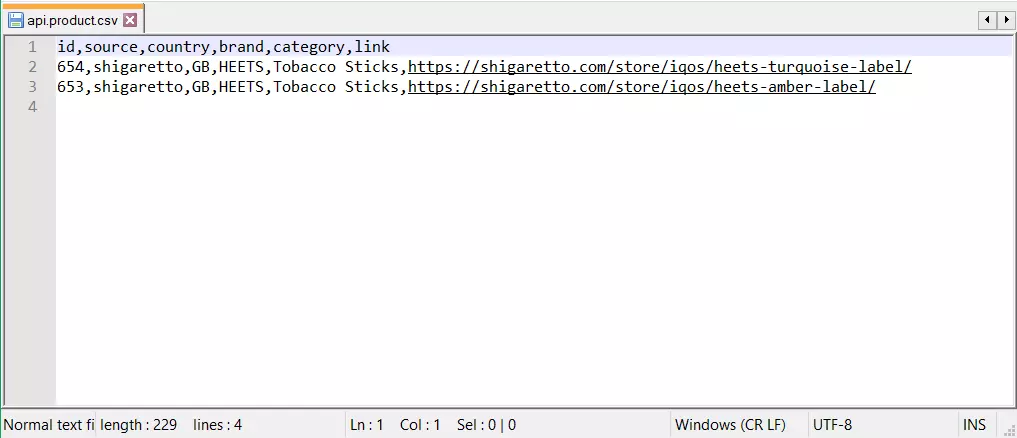 api.product.csv
1 id,source,country,brand,category,link
2 654,shigaretto,GB,HEETS,Tobacco Sticks,https://shigaretto.com/store/iqos/heets-turquoise-label/
3 653,shigaretto,GB,HEETS,Tobacco Sticks,https://shigaretto.com/store/iqos/heets-amber-label/
4
Normal text fi length : 229 lines : 4 Ln : 1 Col : 1 Sel : 0 | 0 Windows (CR LF) UTF-8 INS